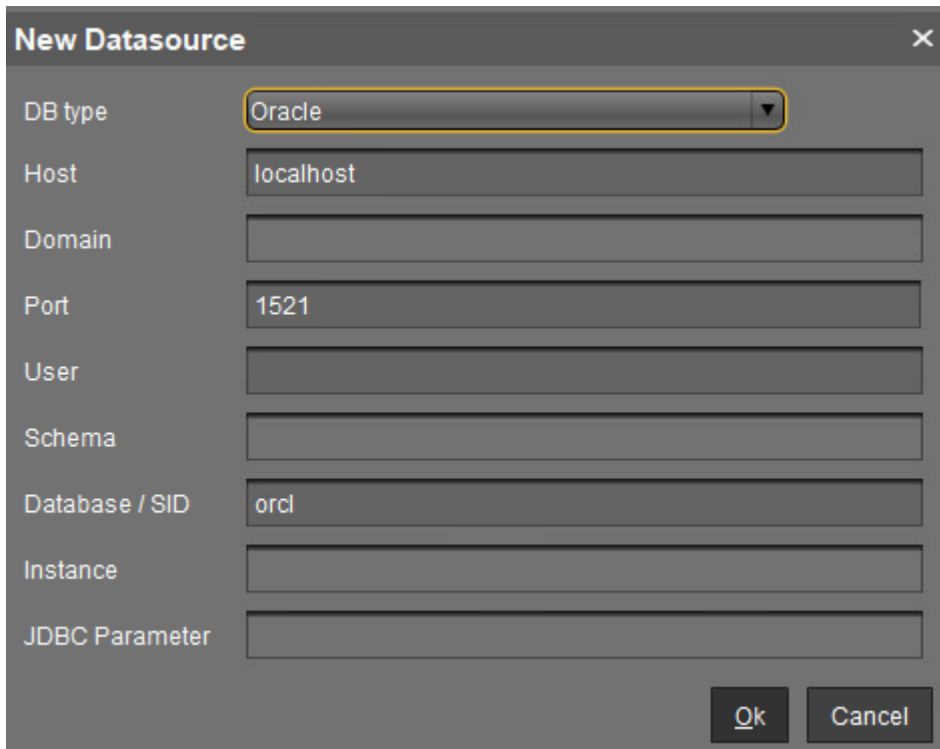 New Datasource ×
DB type Oracle
Host localhost
Domain
Port 1521
User
Schema
Database / SID orcl
Instance
JDBC Parameter
Ok Cancel